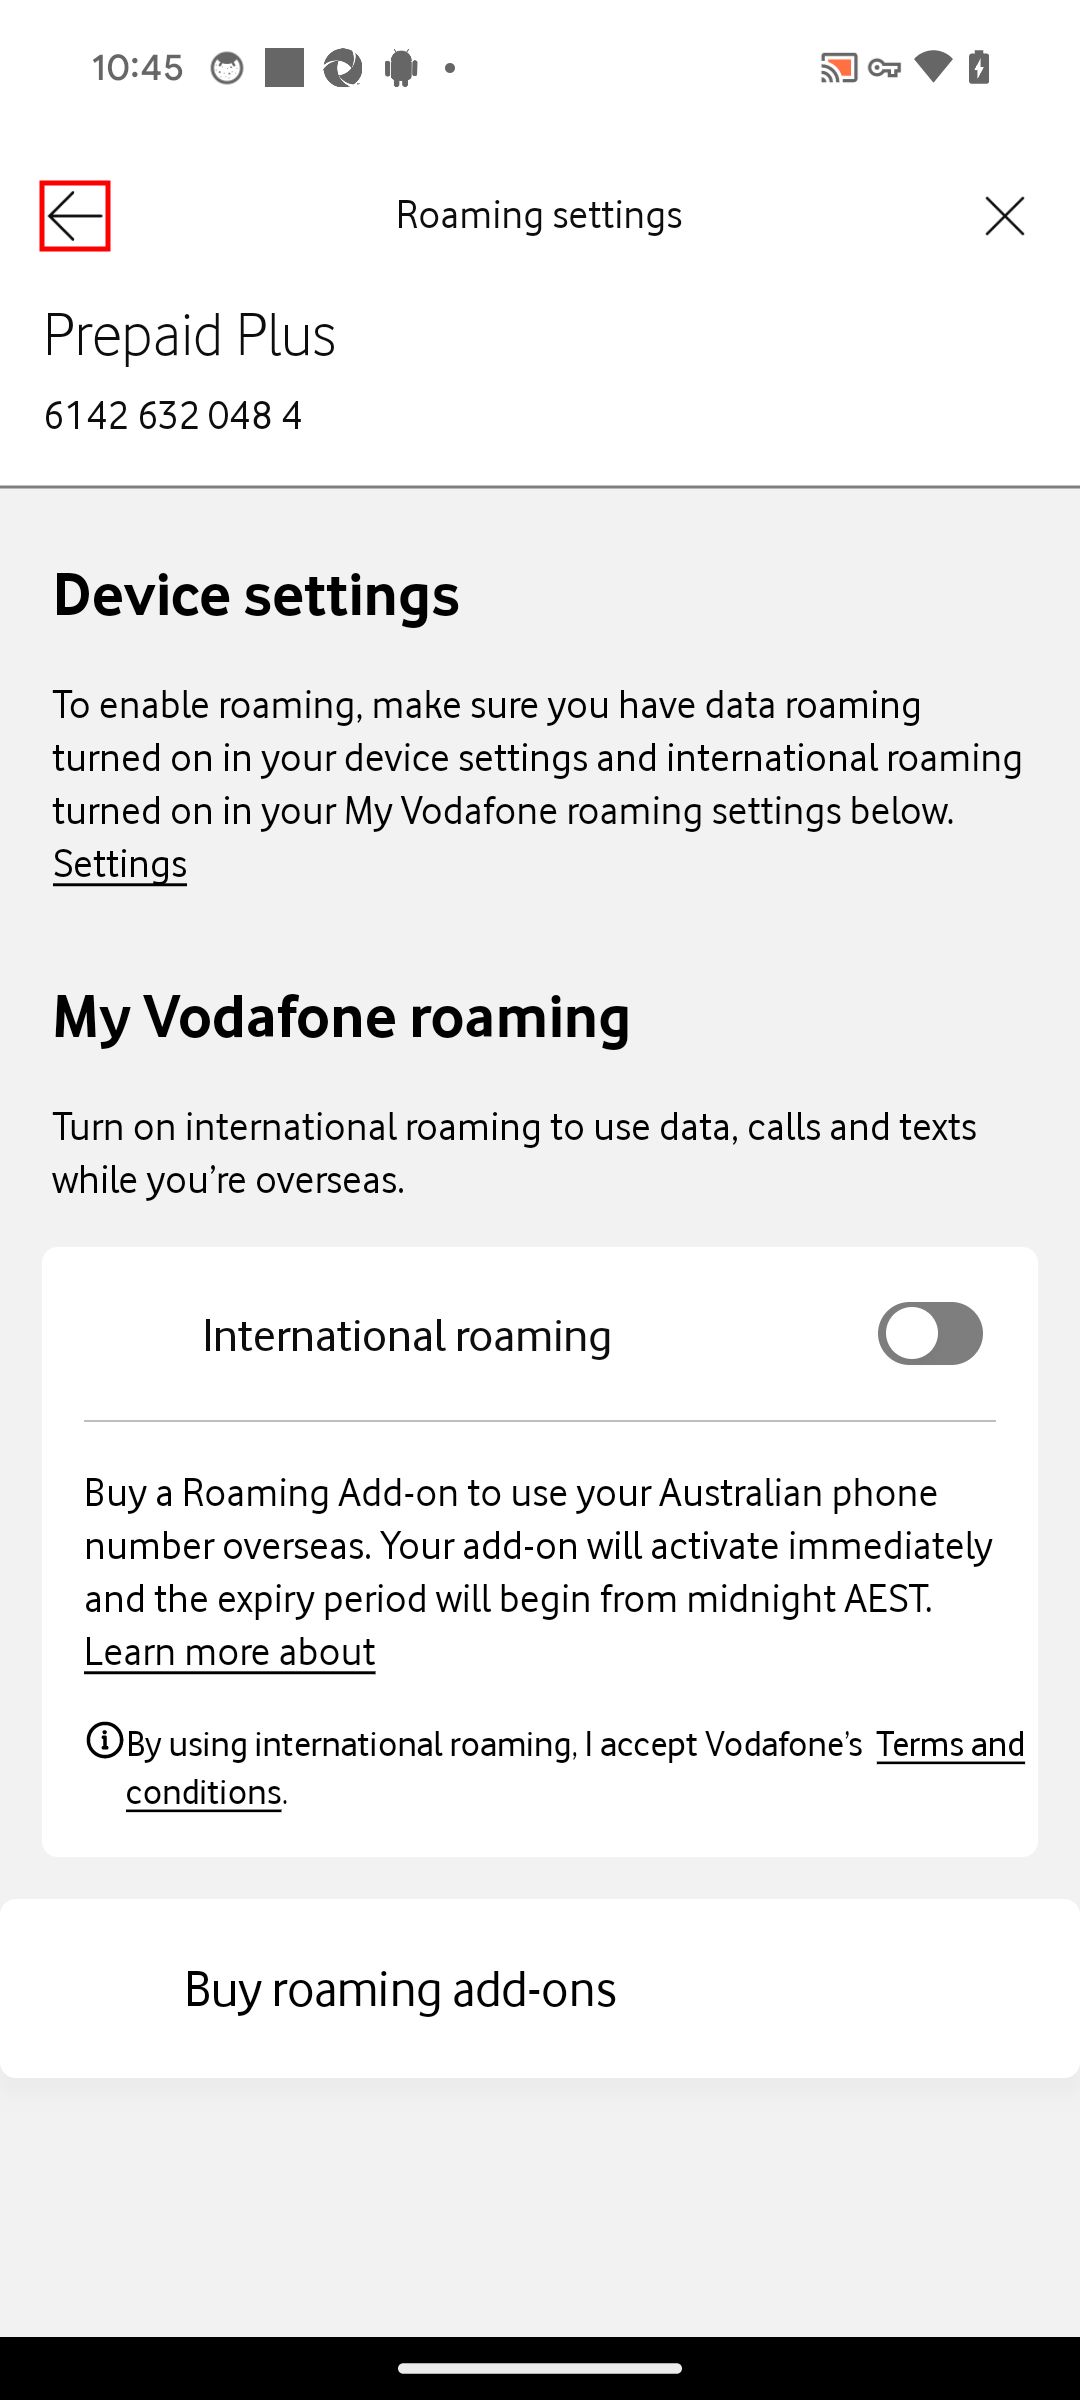 10:45
Roaming settings
Prepaid Plus
6142 632 048 4
Device settings
To enable roaming, make sure you have data roaming
turned on in your device settings and international roaming
turned on in your My Vodafone roaming settings below.
Settings
My Vodafone roaming
Turn on international roaming to use data, calls and texts
while you’re overseas.
International roaming
Buy a Roaming Add-on to use your Australian phone
number overseas. Your add-on will activate immediately
and the expiry period will begin from midnight AEST.
Learn more about
By using international roaming, I accept Vodafone’s Terms and
conditions.
Buy roaming add-ons